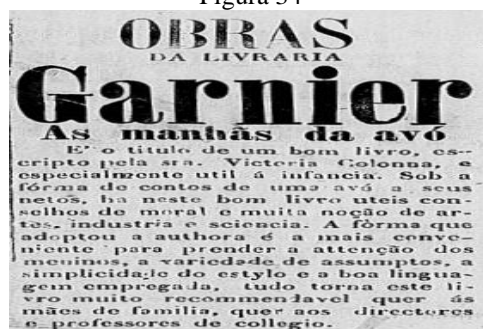 Figura 34
OBRAS
DA LIVRARIA
Garnier
As manhãs da avó
E' o titulo de um bom livro, es-
cripto pela sra. Victoria Colonna, e
especialmente util á infancia. Sob a
fórma de contos de uma avó a seus
netos, ha neste bom livro uteis con-
selhos de moral e muita noção de ar-
tes, industria e sciencia. A fòrma que
adoptou a authora é a mais conve-
niente para prender a attenção dos
meninos, a variedade de assumptos, a
simplicidade do estylo e a boa lingua-
gem empregada, tudo torna este li-
vro muito recommendavel quer ás
mães de familia, quer aos directores
e professores de collegio.